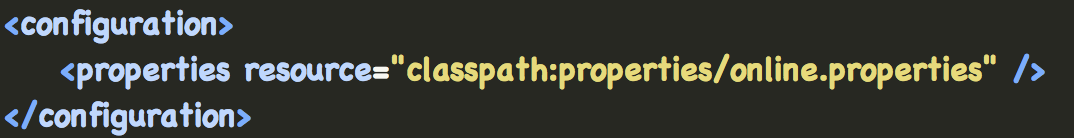 <configuration>
<properties resource="classpath:properties/online.properties" />
</configuration>